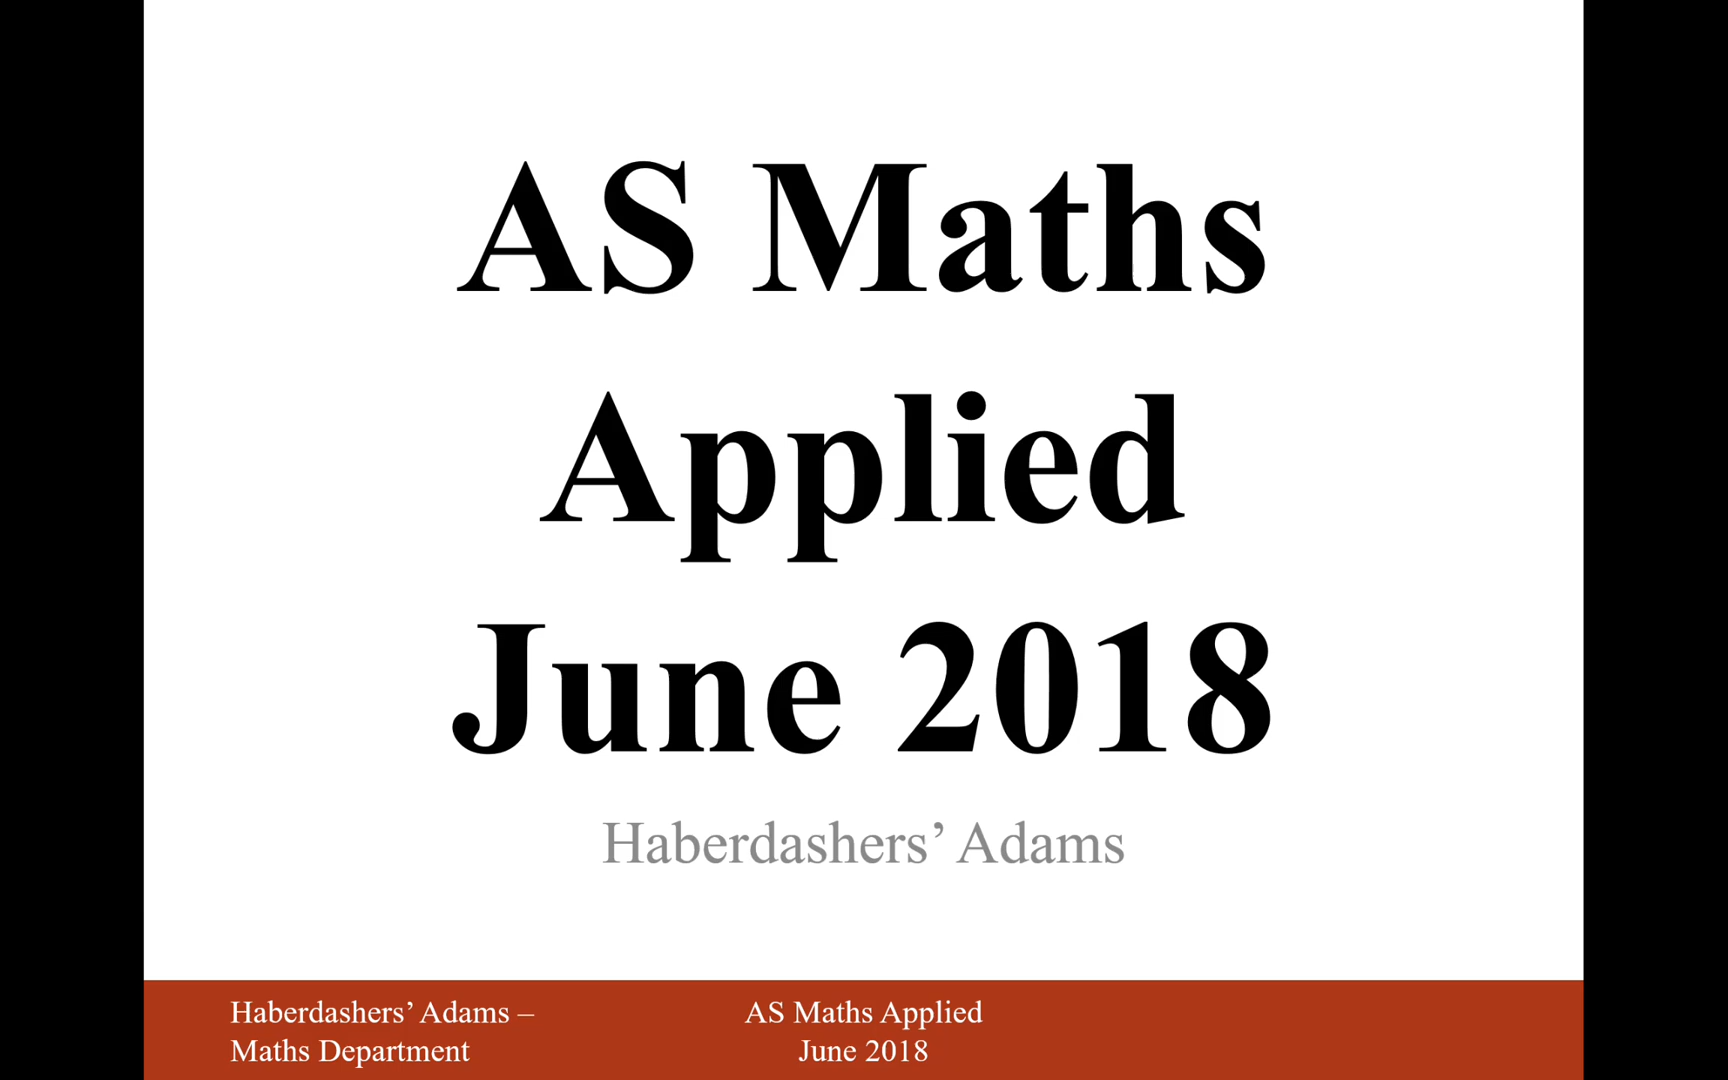 AS Maths
Applied
June 2018
Haberdashers’ Adams
Haberdashers’ Adams –
Maths Department
AS Maths Applied
June 2018